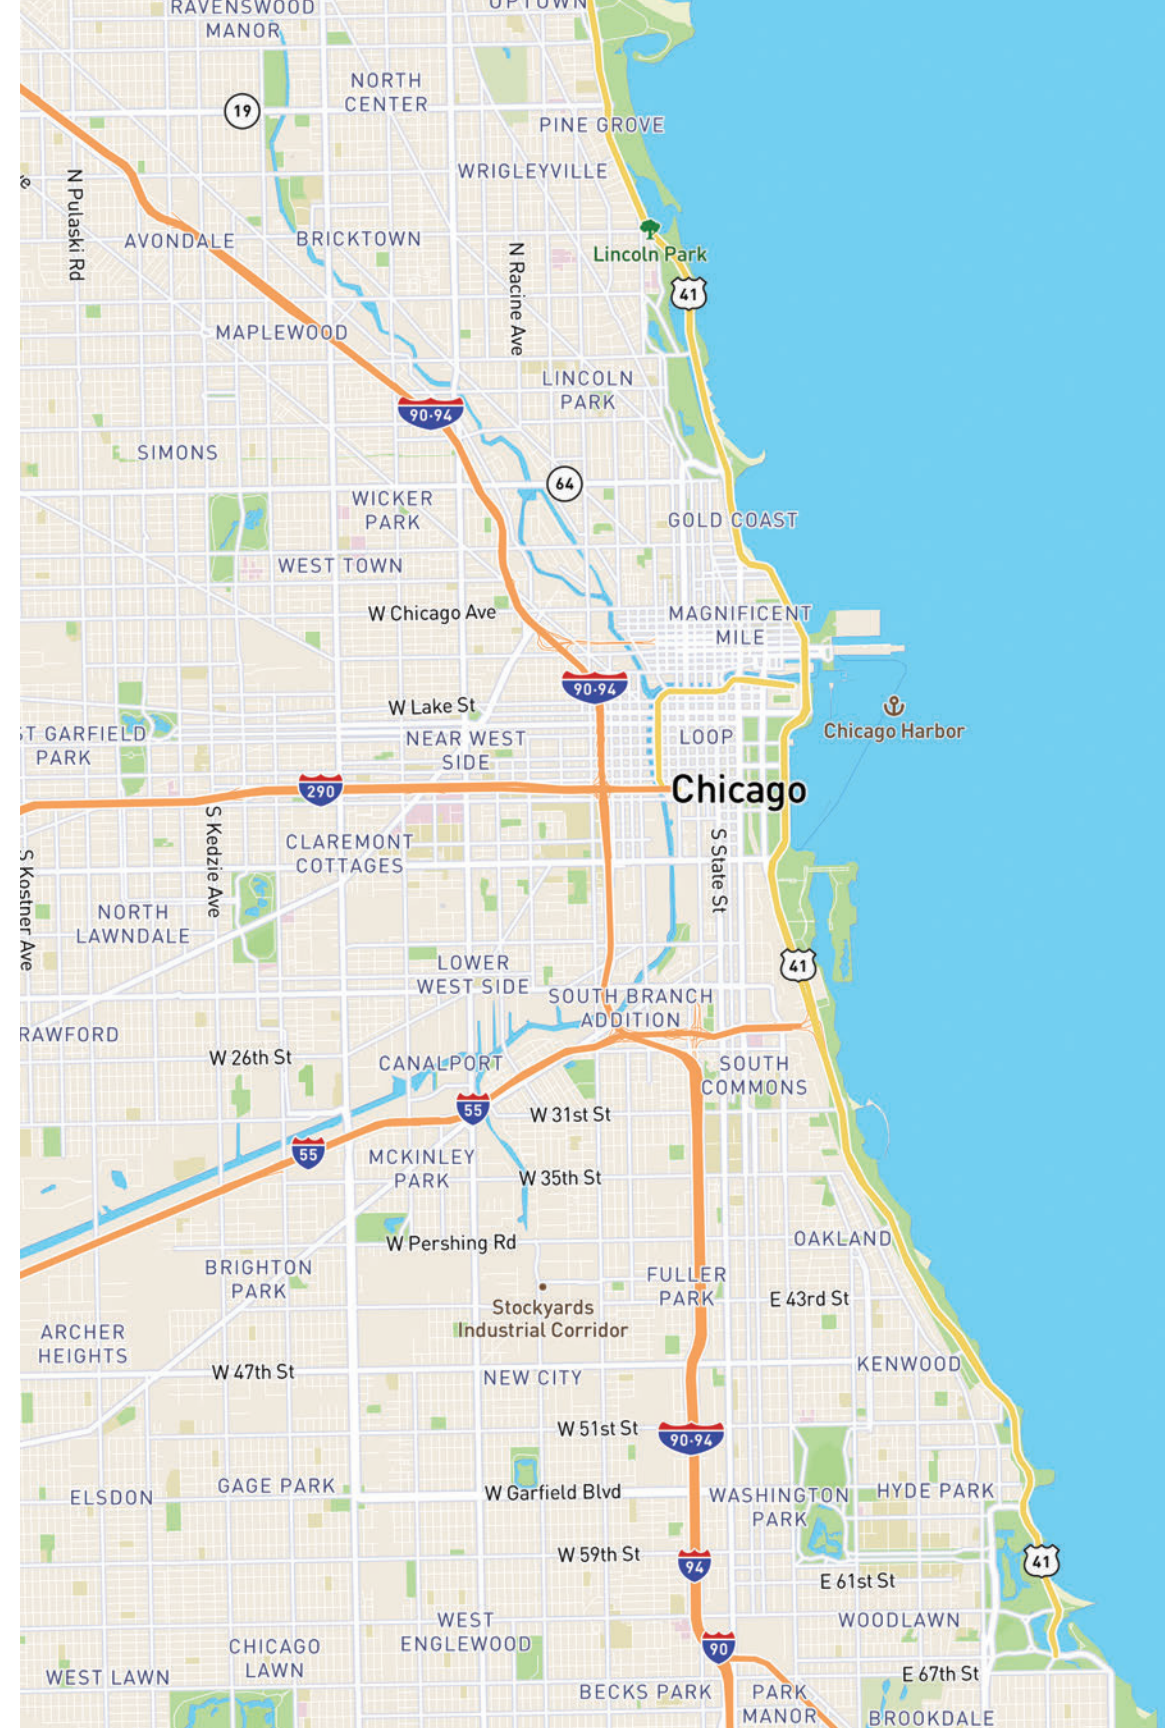 RAVENSWOOD
MANOR
UPTOWN
NORTH
CENTER
19
PINE GROVE
WRIGLEYVILLE
N Pulaski Rd
AVONDALE
BRICKTOWN
N Racine Ave
Lincoln Park
41
MAPLEWOOD
LINCOLN
PARK
90-94
SIMONS
64
WICKER
PARK
GOLD COAST
WEST TOWN
W Chicago Ave
MAGNIFICENT
MILE
90-94
W Lake St
ST GARFIELD
PARK
NEAR WEST
SIDE
LOOP
Chicago Harbor
290
Chicago
S Kedzie Ave
CLAREMONT
COTTAGES
S State St
S Kostner Ave
NORTH
LAWNDALE
LOWER
WEST SIDE
41
SOUTH BRANCH
ADDITION
RAWFORD
W 26th St
CANALPORT
SOUTH
COMMONS
55
W 31st St
55
MCKINLEY
PARK
W 35th St
W Pershing Rd
OAKLAND
BRIGHTON
PARK
FULLER
PARK
E 43rd St
Stockyards
Industrial Corridor
ARCHER
HEIGHTS
W 47th St
NEW CITY
KENWOOD
W 51st St
90-94
GAGE PARK
ELSDON
W Garfield Blvd
WASHINGTON
PARK
HYDE PARK
W 59th St
94
E 61st St
41
WEST
ENGLEWOOD
WOODLAWN
CHICAGO
LAWN
90
WEST LAWN
E 67th St
BECKS PARK
PARK
MANOR
BROOKDALE